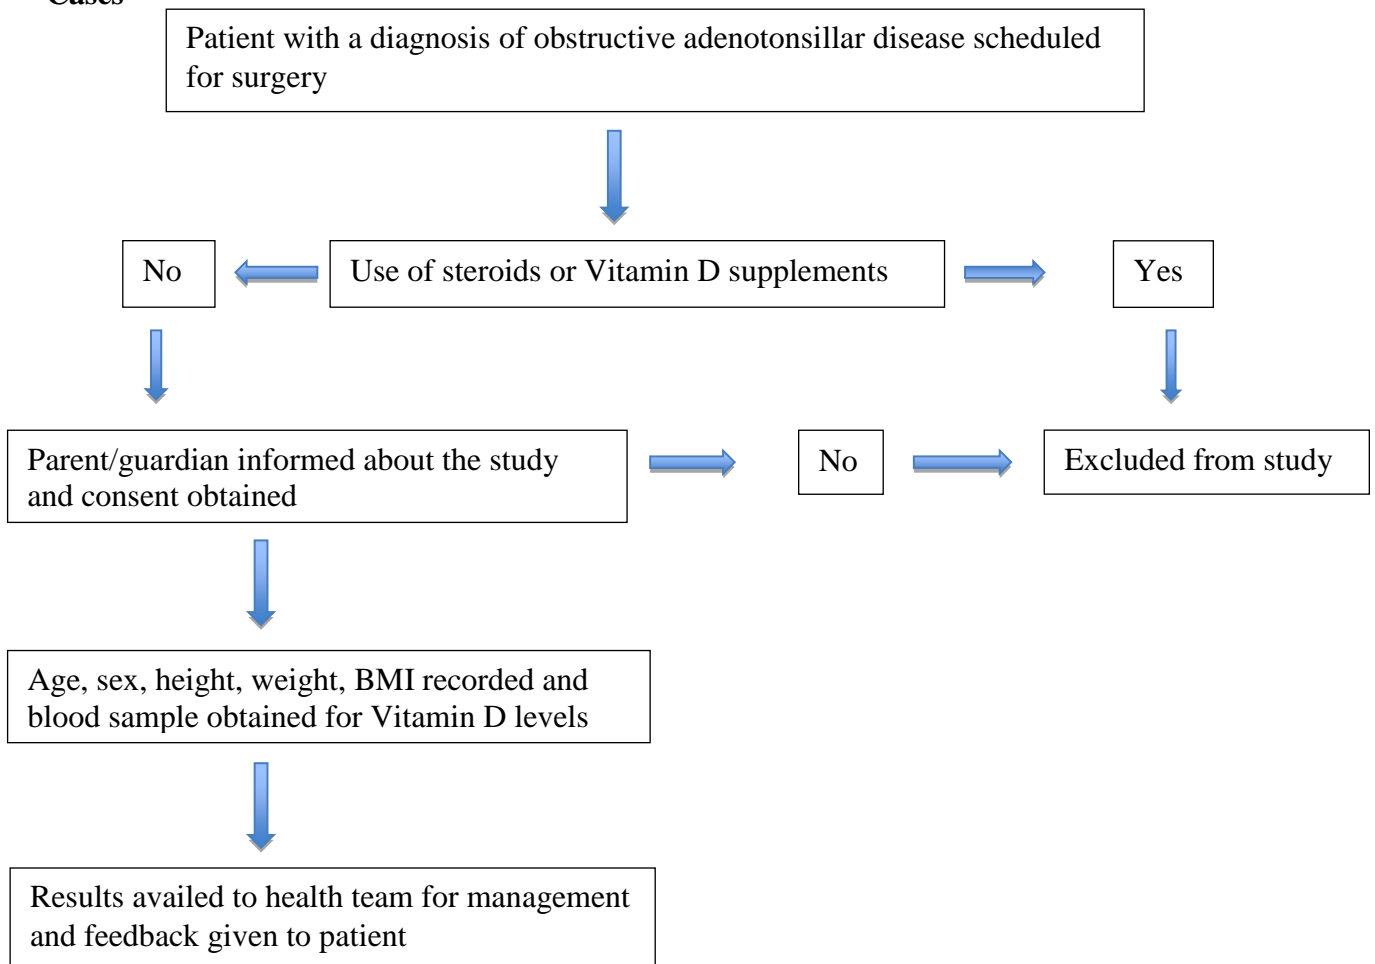 Cases
Patient with a diagnosis of obstructive adenotonsillar disease scheduled
for surgery
No
Use of steroids or Vitamin D supplements
Yes
Parent/guardian informed about the study
and consent obtained
No
Excluded from study
Age, sex, height, weight, BMI recorded and
blood sample obtained for Vitamin D levels
Results availed to health team for management
and feedback given to patient